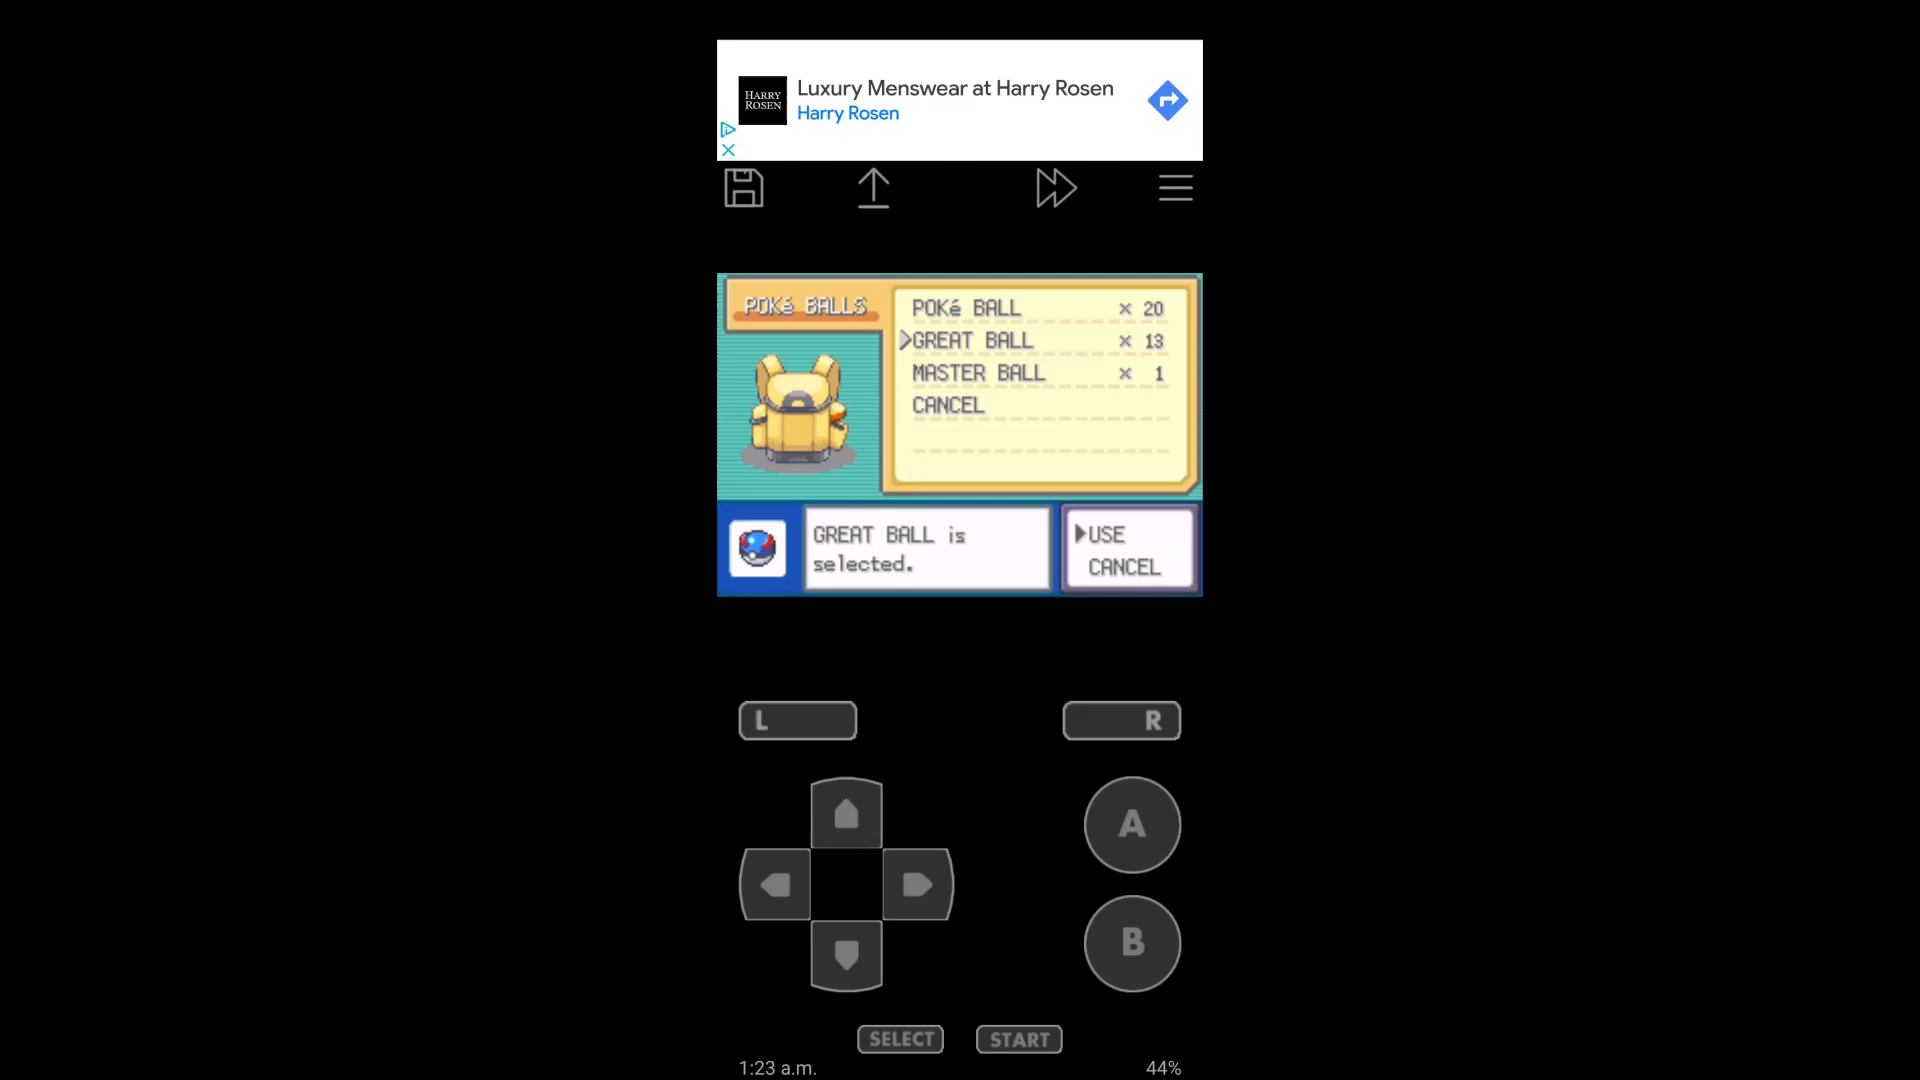 HARRY
ROSEN
Luxury Menswear at Harry Rosen
Harry Rosen
POKé BALLS
POKé BALL × 20
GREAT BALL × 13
MASTER BALL × 1
CANCEL
GREAT BALL is
selected.
USE
CANCEL
L
R
A
B
SELECT
START
1:23 a.m.
44%